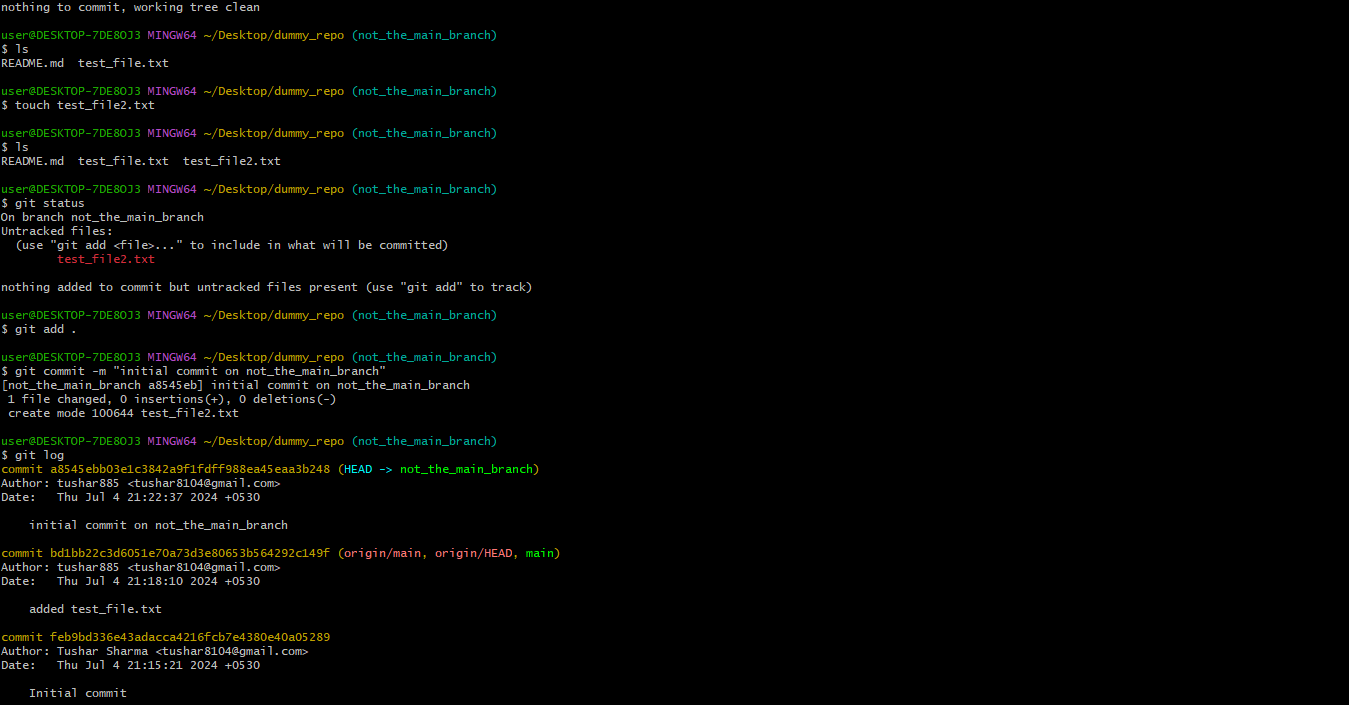 nothing to commit, working tree clean
user@DESKTOP-7DE8OJ3 MINGW64 ~/Desktop/dummy_repo (not_the_main_branch)
$ ls
README.md  test_file.txt
user@DESKTOP-7DE8OJ3 MINGW64 ~/Desktop/dummy_repo (not_the_main_branch)
$ touch test_file2.txt
user@DESKTOP-7DE8OJ3 MINGW64 ~/Desktop/dummy_repo (not_the_main_branch)
$ ls
README.md  test_file.txt  test_file2.txt
user@DESKTOP-7DE8OJ3 MINGW64 ~/Desktop/dummy_repo (not_the_main_branch)
$ git status
On branch not_the_main_branch
Untracked files:
  (use "git add <file>..." to include in what will be committed)
        test_file2.txt
nothing added to commit but untracked files present (use "git add" to track)
user@DESKTOP-7DE8OJ3 MINGW64 ~/Desktop/dummy_repo (not_the_main_branch)
$ git add .
user@DESKTOP-7DE8OJ3 MINGW64 ~/Desktop/dummy_repo (not_the_main_branch)
$ git commit -m "initial commit on not_the_main_branch"
[not_the_main_branch a8545eb] initial commit on not_the_main_branch
 1 file changed, 0 insertions(+), 0 deletions(-)
 create mode 100644 test_file2.txt
user@DESKTOP-7DE8OJ3 MINGW64 ~/Desktop/dummy_repo (not_the_main_branch)
$ git log
commit a8545ebb03e1c3842a9f1fdff988ea45eaa3b248 (HEAD -> not_the_main_branch)
Author: tushar885 <tushar8104@gmail.com>
Date:   Thu Jul 4 21:22:37 2024 +0530
    initial commit on not_the_main_branch
commit bd1bb22c3d6051e70a73d3e80653b564292c149f (origin/main, origin/HEAD, main)
Author: tushar885 <tushar8104@gmail.com>
Date:   Thu Jul 4 21:18:10 2024 +0530
    added test_file.txt
commit feb9bd336e43adacca4216fcb7e4380e40a05289
Author: Tushar Sharma <tushar8104@gmail.com>
Date:   Thu Jul 4 21:15:21 2024 +0530
    Initial commit